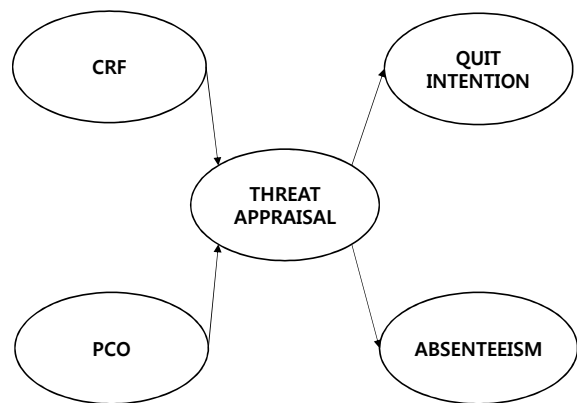 CRF
QUIT
INTENTION
THREAT
APPRAISAL
PCO
ABSENTEEISM